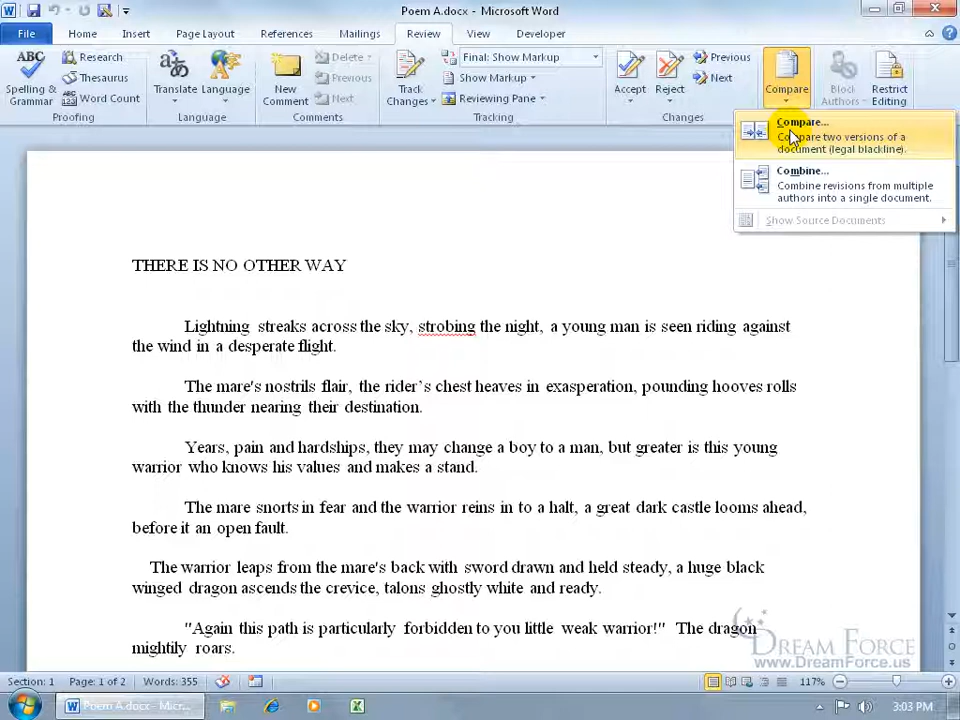 Poem A.docx - Microsoft Word
File Home Insert Page Layout References Mailings Review View Developer
ABC
Spelling & Grammar
Research
Thesaurus
Word Count
Proofing
Translate
Language
Language
New Comment
Delete
Previous
Next
Comments
Track Changes
Final: Show Markup
Show Markup
Reviewing Pane
Tracking
Accept
Reject
Previous
Next
Changes
Compare
Block Authors
Restrict Editing
Compare...
Compare two versions of a
document (legal blackline).
Combine...
Combine revisions from multiple
authors into a single document.
Show Source Documents
THERE IS NO OTHER WAY
Lightning streaks across the sky, strobing the night, a young man is seen riding against
the wind in a desperate flight.
The mare's nostrils flair, the rider's chest heaves in exasperation, pounding hooves rolls
with the thunder nearing their destination.
Years, pain and hardships, they may change a boy to a man, but greater is this young
warrior who knows his values and makes a stand.
The mare snorts in fear and the warrior reins in to a halt, a great dark castle looms ahead,
before it an open fault.
The warrior leaps from the mare's back with sword drawn and held steady, a huge black
winged dragon ascends the crevice, talons ghostly white and ready.
"Again this path is particularly forbidden to you little weak warrior!" The dragon
mightily roars.
DREAM FORCE
www.DreamForce.us
Section: 1 Page: 1 of 2 Words: 355 117%
Poem A.docx - Micr... 3:03 PM